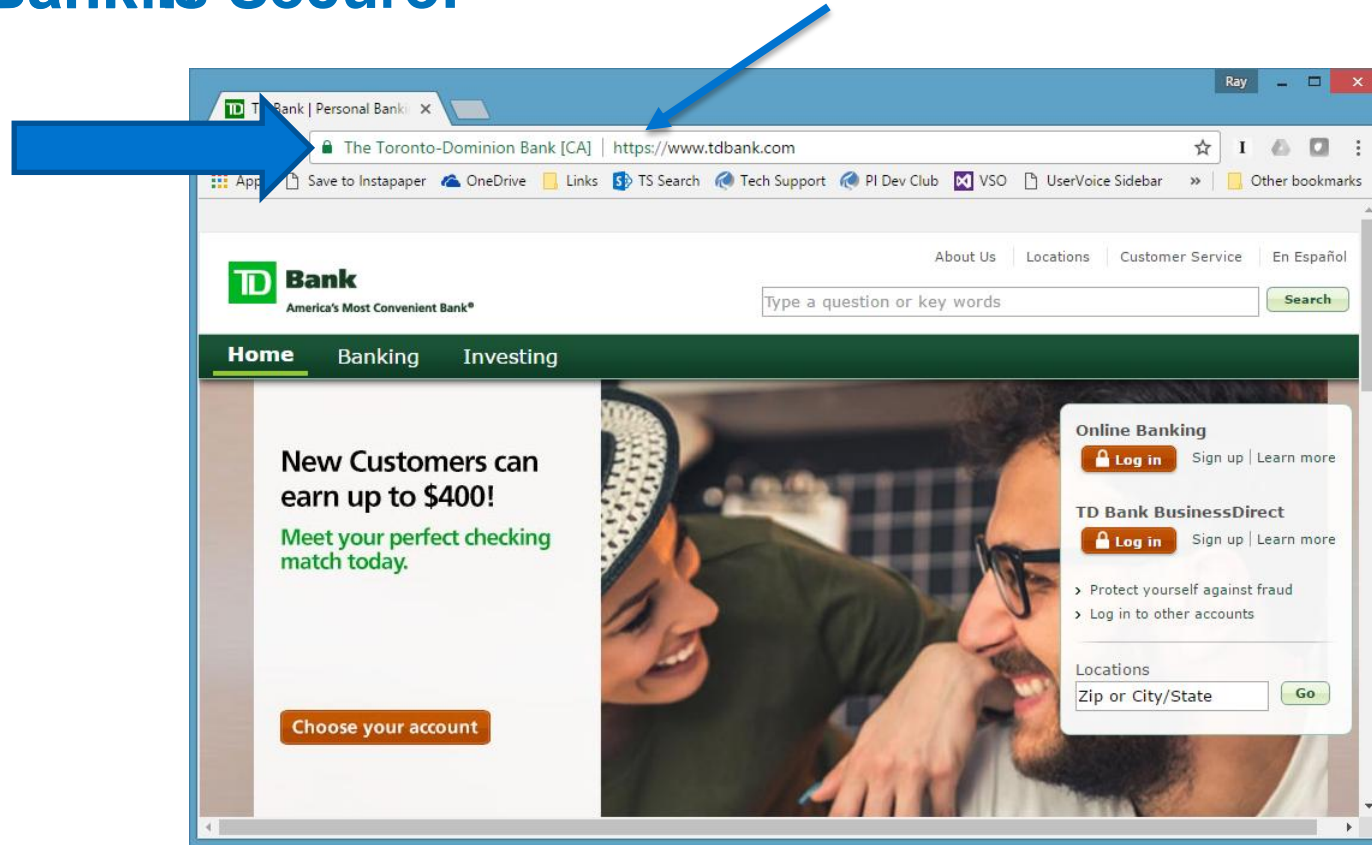 Bank is Secure.
Ray
TD Bank | Personal Banki
The Toronto-Dominion Bank [CA] | https://www.tdbank.com
Apps Save to Instapaper OneDrive Links TS Search Tech Support PI Dev Club VSO UserVoice Sidebar » Other bookmarks
About Us Locations Customer Service En Español
TD Bank
America's Most Convenient Bank®
Type a question or key words Search
Home Banking Investing
New Customers can
earn up to $400!
Meet your perfect checking
match today.
Choose your account
Online Banking
Log in Sign up | Learn more
TD Bank BusinessDirect
Log in Sign up | Learn more
› Protect yourself against fraud
› Log in to other accounts
Locations
Zip or City/State Go